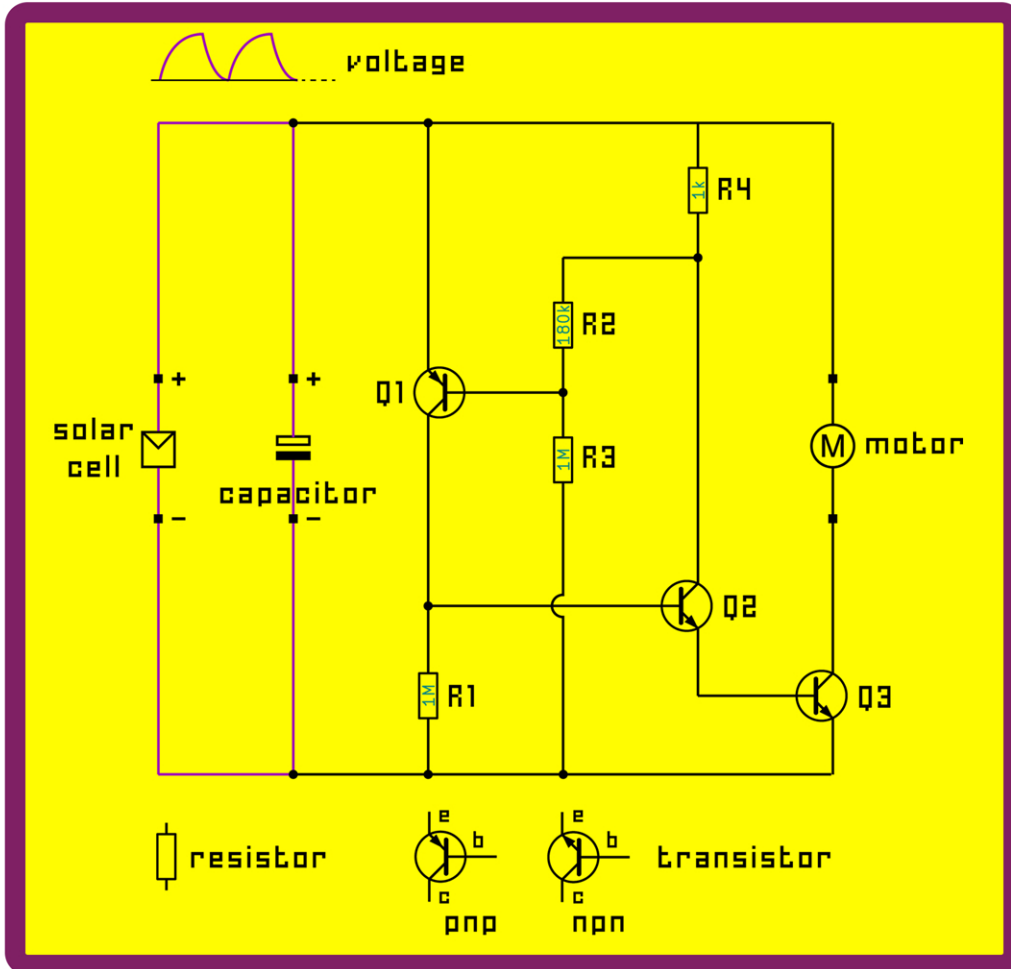 voltage
1k R4
180k R2
Q1
+ +
solar
cell
capacitor
- -
1M R3
M motor
Q2
1M R1
Q3
resistor
e
b
c
pnp
e
b
c
npn
transistor